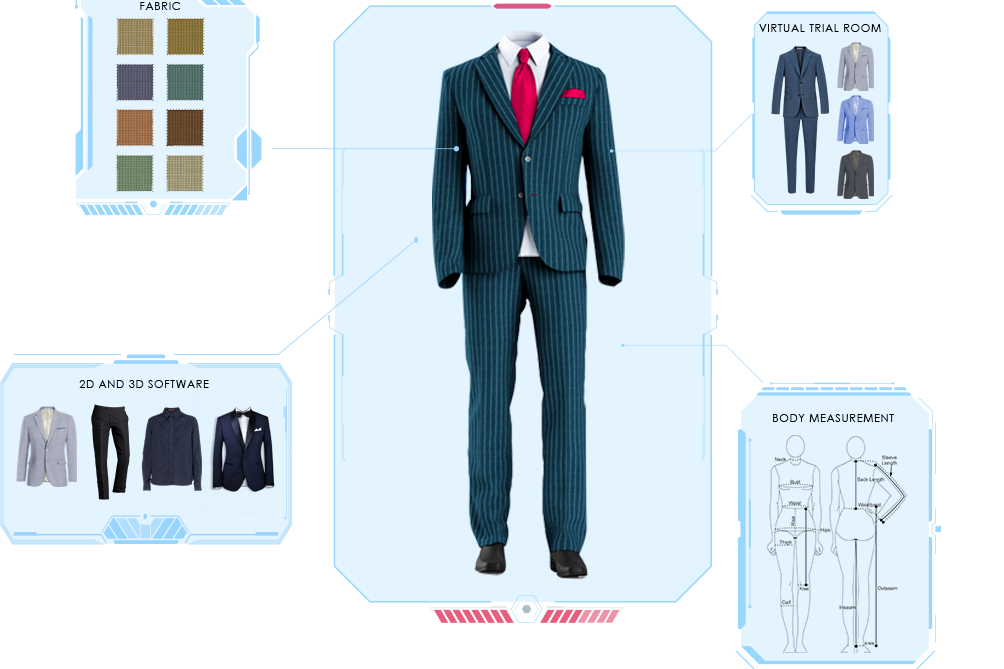 FABRIC
VIRTUAL TRIAL ROOM
2D AND 3D SOFTWARE
BODY MEASUREMENT
Neck
Sleeve
Length
Bust
Back Length
Waist
Waistband
Rise
Hips
Thigh
Knee
Outseam
Calf
Inseam
Ankle